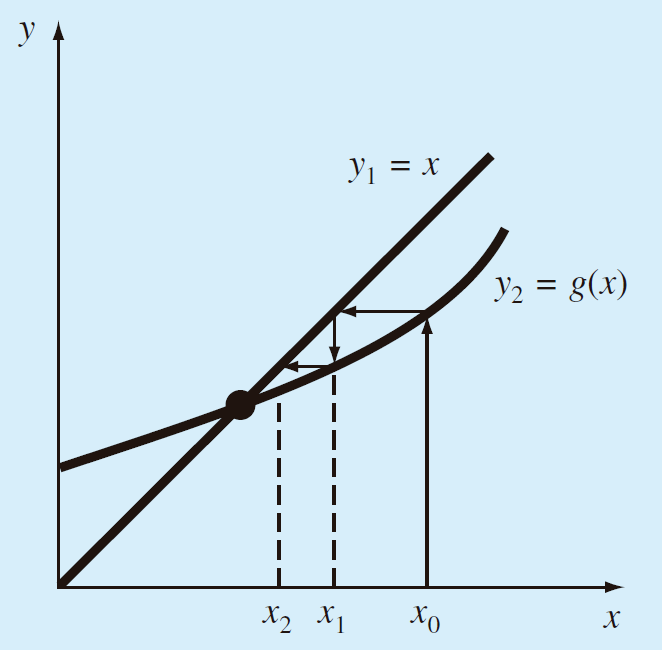 y
y₁ = x
y₂ = g(x)
x₂ x₁ x₀ x